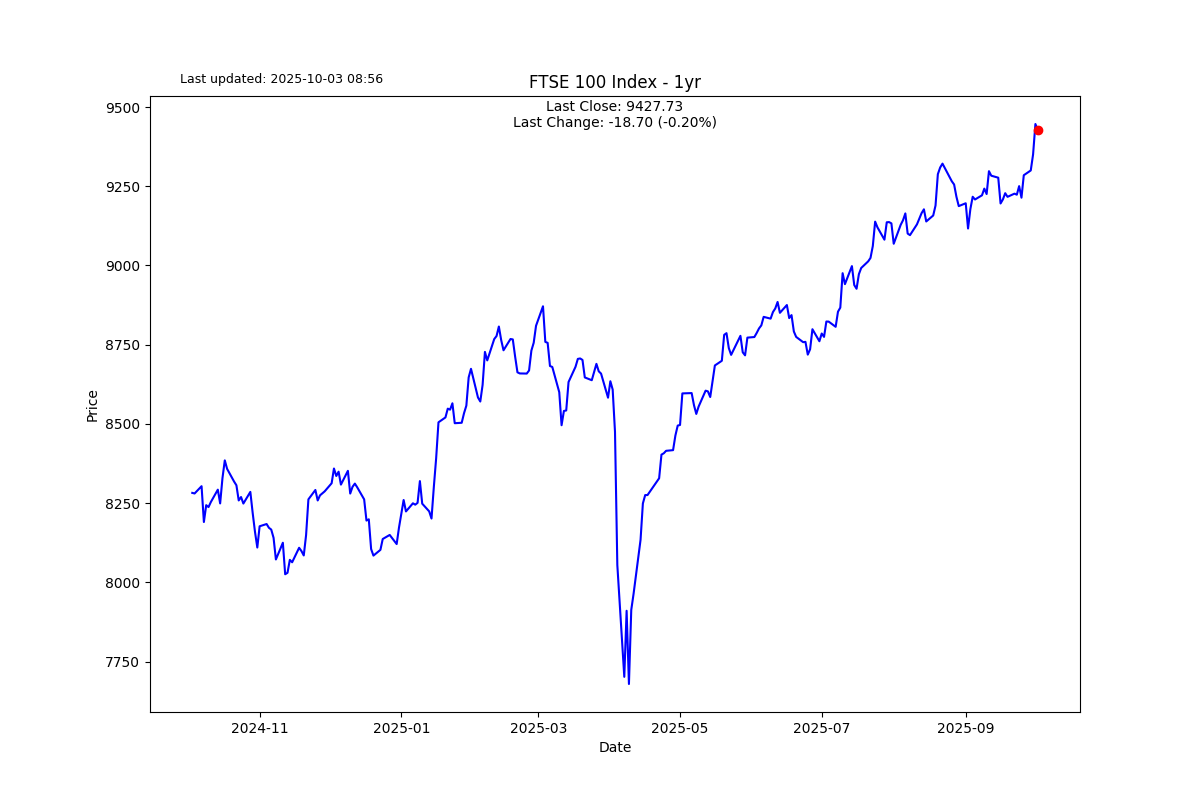 Last updated: 2025-10-03 08:56
FTSE 100 Index - 1yr
Last Close: 9427.73
Last Change: -18.70 (-0.20%)
9500
9250
9000
8750
8500
8250
8000
7750
Price
2024-11 2025-01 2025-03 2025-05 2025-07 2025-09
Date